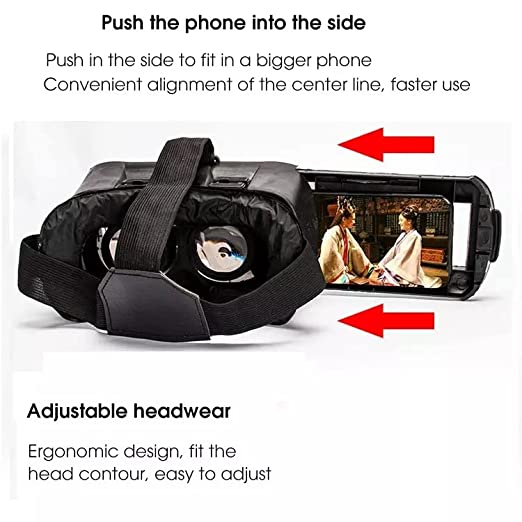 Push the phone into the side
Push in the side to fit in a bigger phone
Convenient alignment of the center line, faster use
Adjustable headwear
Ergonomic design, fit the
head contour, easy to adjust